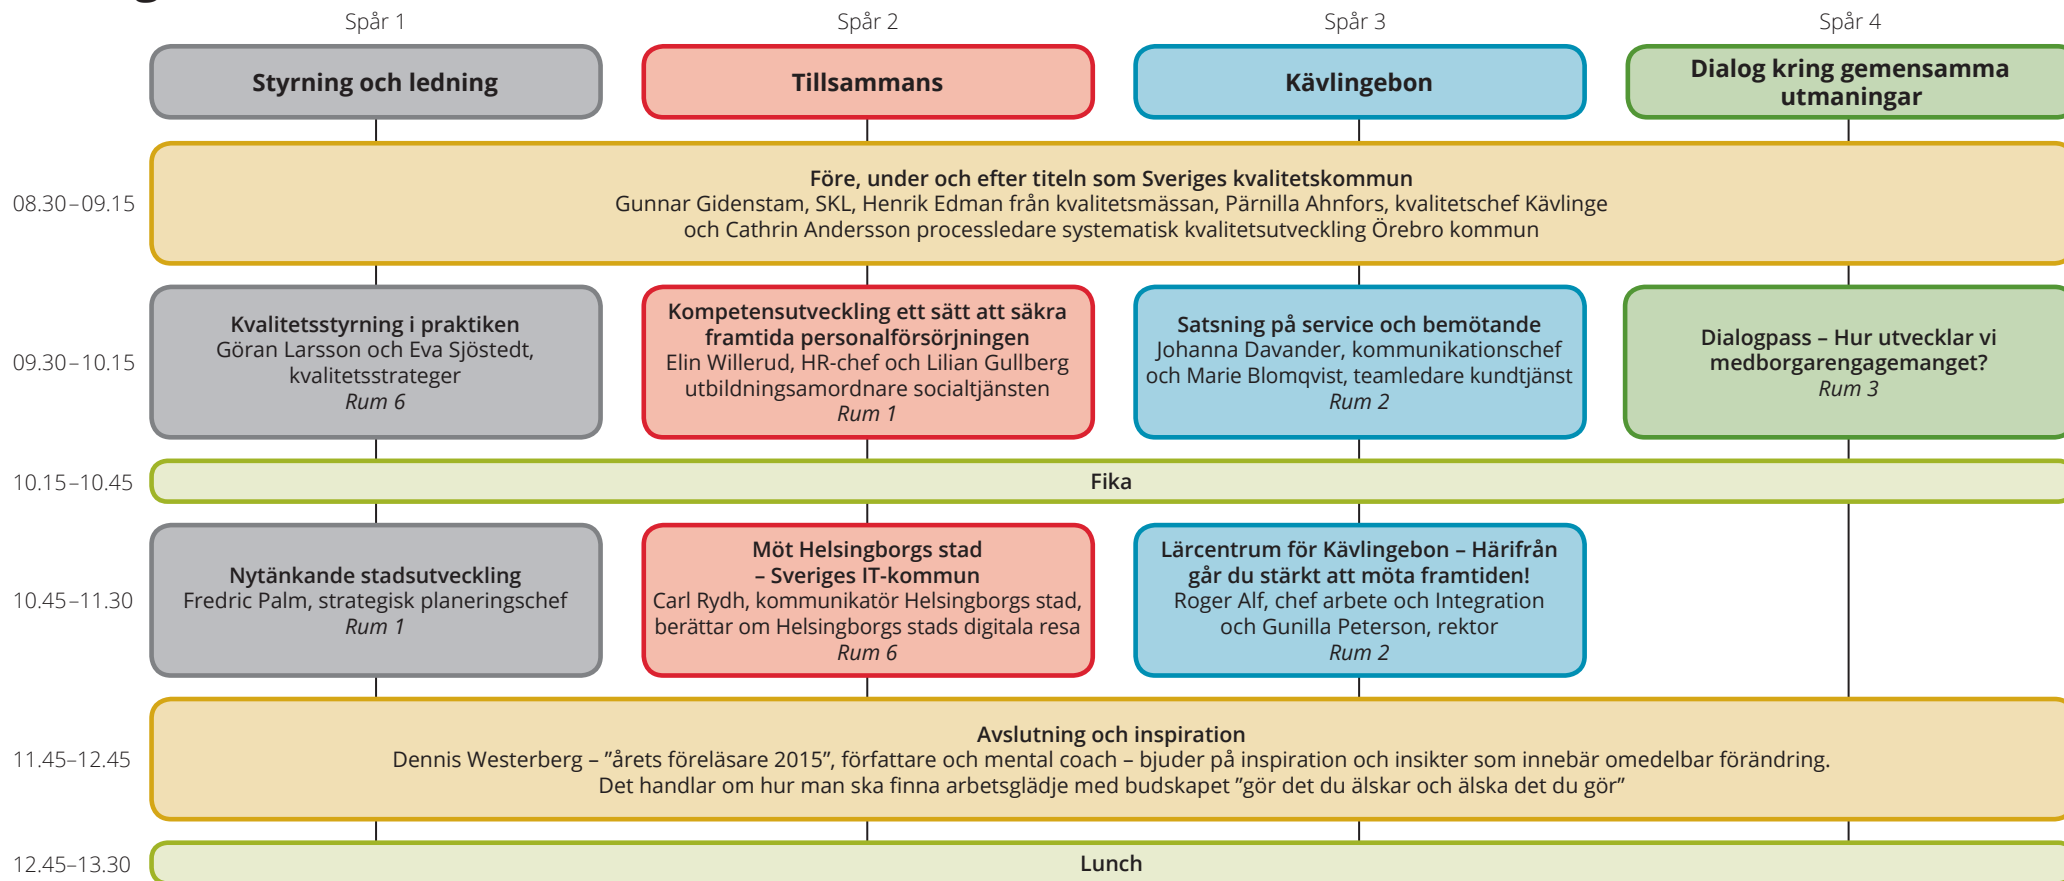 Spår 1
Spår 2
Spår 3
Spår 4
Styrning och ledning
Tillsammans
Kävlingebon
Dialog kring gemensamma
utmaningar
08.30–09.15
Före, under och efter titeln som Sveriges kvalitetskommun
Gunnar Gidenstam, SKL, Henrik Edman från kvalitetsmässan, Pärnilla Ahnfors, kvalitetschef Kävlinge
och Cathrin Andersson processledare systematisk kvalitetsutveckling Örebro kommun
09.30–10.15
Kvalitetsstyrning i praktiken
Göran Larsson och Eva Sjöstedt,
kvalitetsstrateger
Rum 6
Kompetensutveckling ett sätt att säkra
framtida personalförsörjningen
Elin Willerud, HR-chef och Lilian Gullberg
utbildningsamordnare socialtjänsten
Rum 1
Satsning på service och bemötande
Johanna Davander, kommunikationschef
och Marie Blomqvist, teamledare kundtjänst
Rum 2
Dialogpass – Hur utvecklar vi
medborgarengagemanget?
Rum 3
10.15–10.45
Fika
10.45–11.30
Nytänkande stadsutveckling
Fredric Palm, strategisk planeringschef
Rum 1
Möt Helsingborgs stad
– Sveriges IT-kommun
Carl Rydh, kommunikatör Helsingborgs stad,
berättar om Helsingborgs stads digitala resa
Rum 6
Lärcentrum för Kävlingebon – Härifrån
går du stärkt att möta framtiden!
Roger Alf, chef arbete och Integration
och Gunilla Peterson, rektor
Rum 2
11.45–12.45
Avslutning och inspiration
Dennis Westerberg – ”årets föreläsare 2015”, författare och mental coach – bjuder på inspiration och insikter som innebär omedelbar förändring.
Det handlar om hur man ska finna arbetsglädje med budskapet ”gör det du älskar och älska det du gör”
12.45–13.30
Lunch